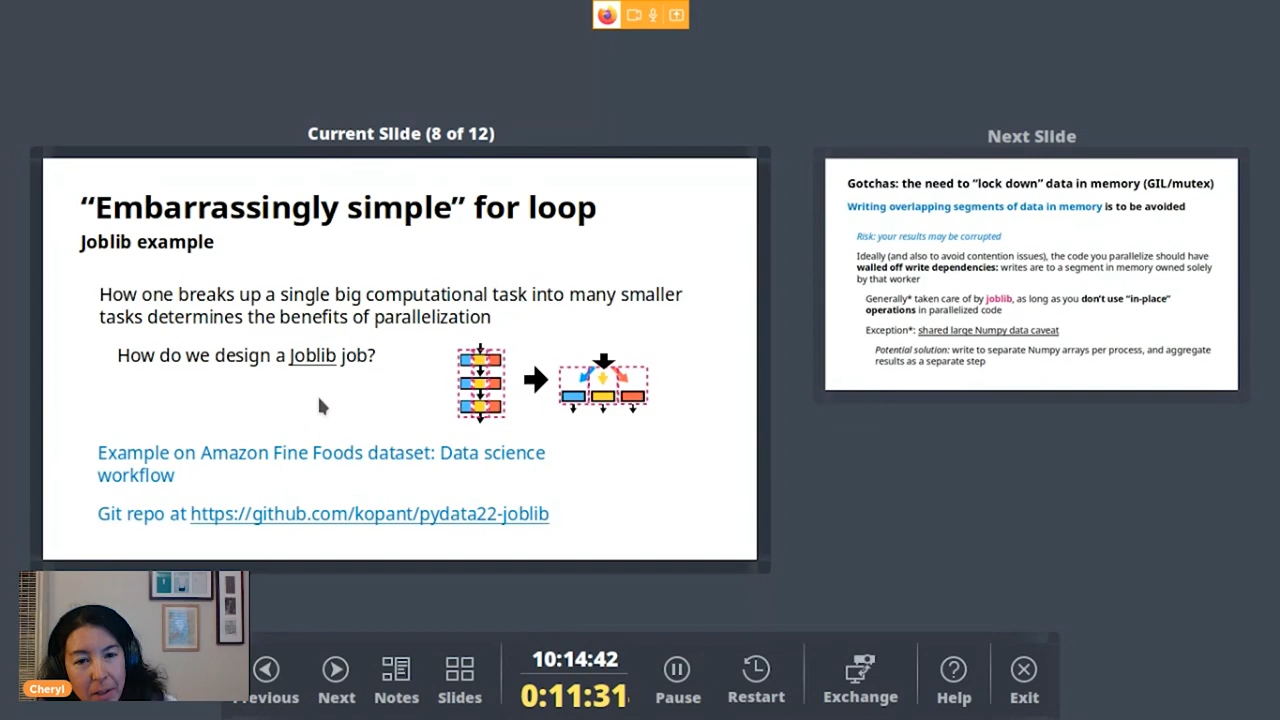 Current Slide (8 of 12)
Next Slide
“Embarrassingly simple” for loop
Joblib example
How one breaks up a single big computational task into many smaller
tasks determines the benefits of parallelization
How do we design a Joblib job?
Example on Amazon Fine Foods dataset: Data science
workflow
Git repo at https://github.com/kopant/pydata22-joblib
Gotchas: the need to “lock down” data in memory (GIL/mutex)
Writing overlapping segments of data in memory is to be avoided
Risk: your results may be corrupted
Ideally (and also to avoid contention issues), the code you parallelize should have
walled off write dependencies: writes are to a segment in memory owned solely
by that worker
Generally* taken care of by joblib, as long as you don’t use “in-place”
operations in parallelized code
Exception*: shared large Numpy data caveat
Potential solution: write to separate Numpy arrays per process, and aggregate
results as a separate step
Cheryl
revious
Next
Notes
Slides
10:14:42
0:11:31
Pause
Restart
Exchange
Help
Exit